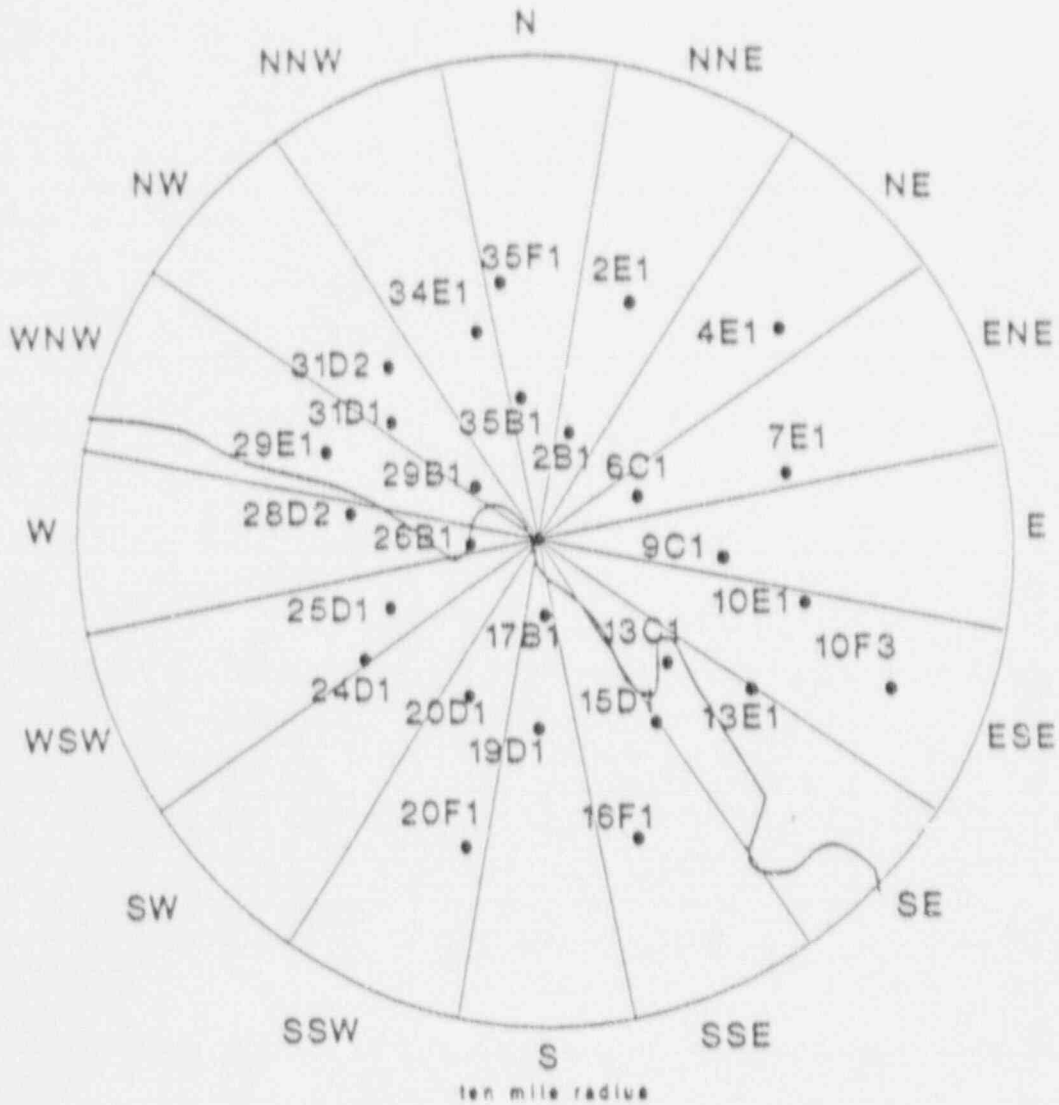 N
NNW
NNE
NW
NE
35F1
2E1
34E1
4E1
WNW
ENE
31D2
31D1
35B1
7E1
29E1
2B1
6C1
29B1
28D2
W
26B1
E
9C1
10E1
25D1
17B1
13C1
10F3
24D1
20D1
15D1
13E1
WSW
19D1
ESE
20F1
16F1
SW
SE
SSW
SSE
S
ten mile radius